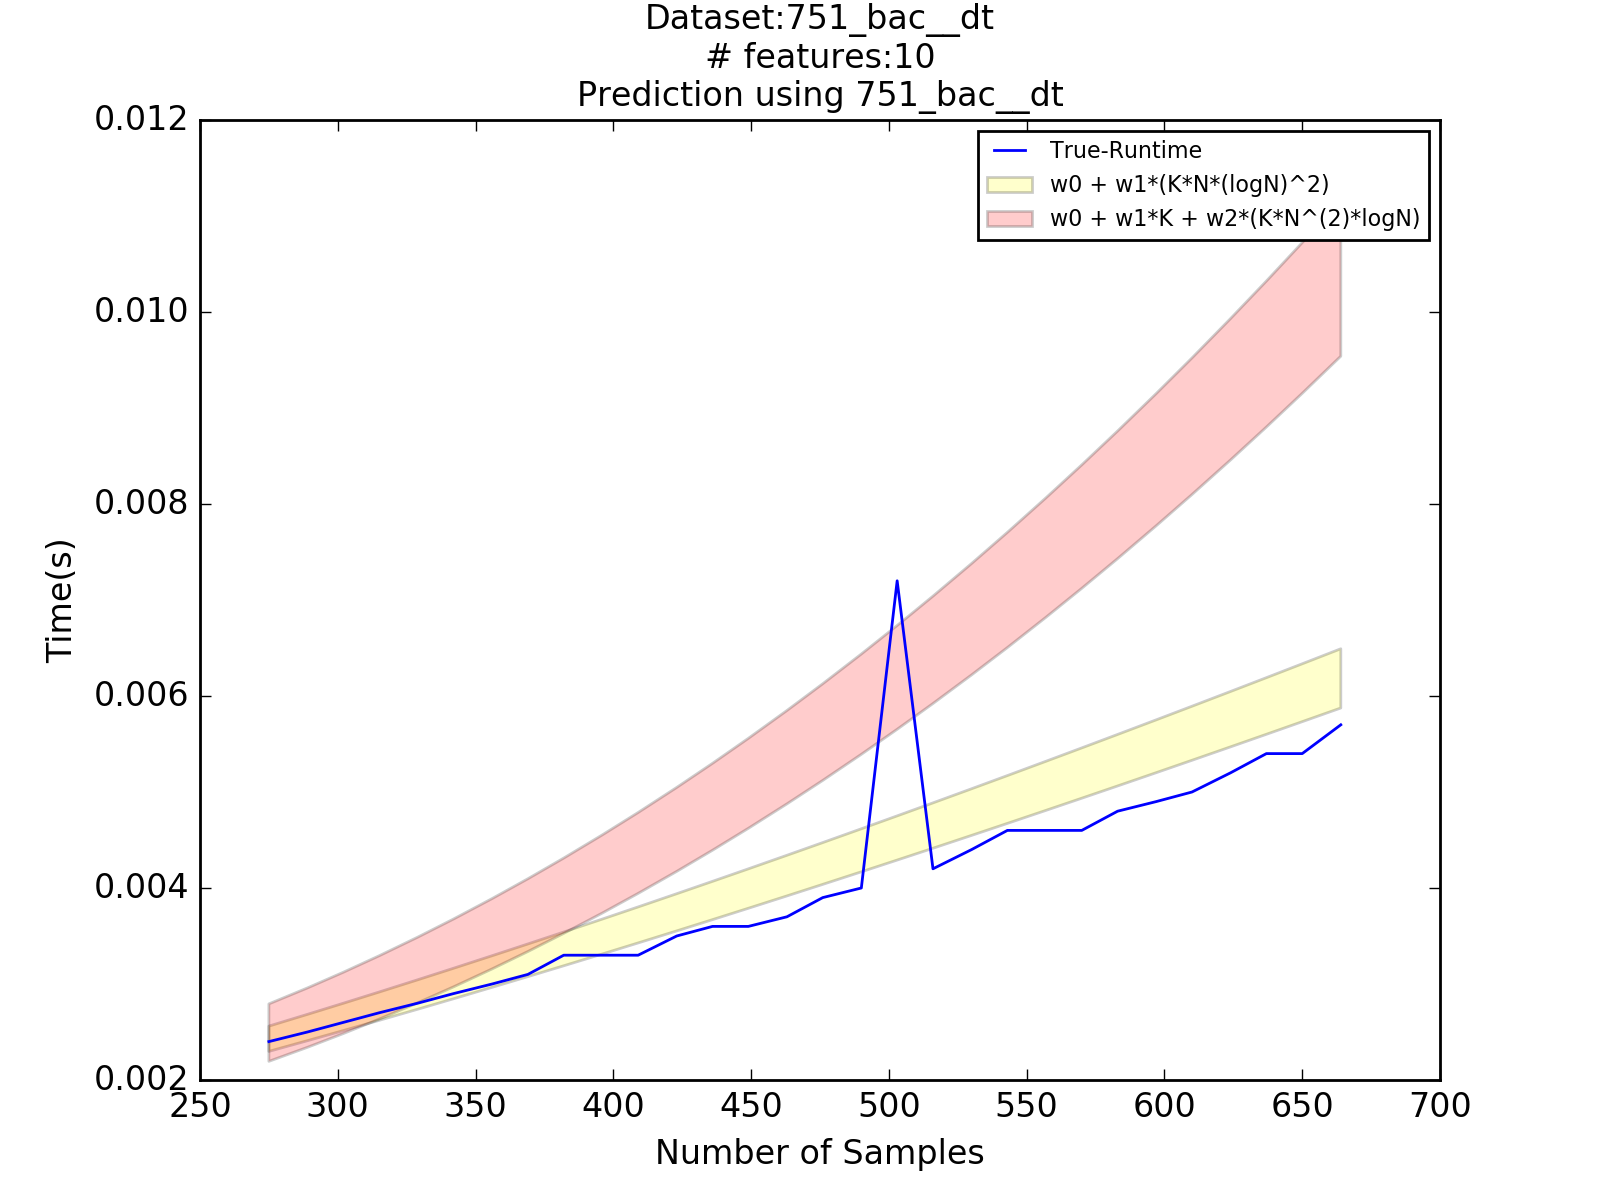 Dataset:751_bac__dt
# features:10
Prediction using 751_bac__dt
True-Runtime
w0 + w1*(K*N*(logN)^2)
w0 + w1*K + w2*(K*N^(2)*logN)
0.012
0.010
0.008
0.006
0.004
0.002
Time(s)
250 300 350 400 450 500 550 600 650 700
Number of Samples